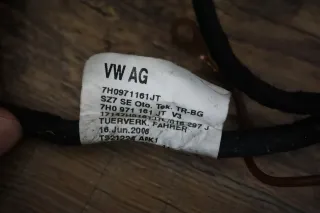 VW AG
7H0971161JT
SZ7 SE Oto. Tek. TR-BG
7H0 971 161 JT V3
297 J
TUERVERK. FAHRER
16.Jun.2006